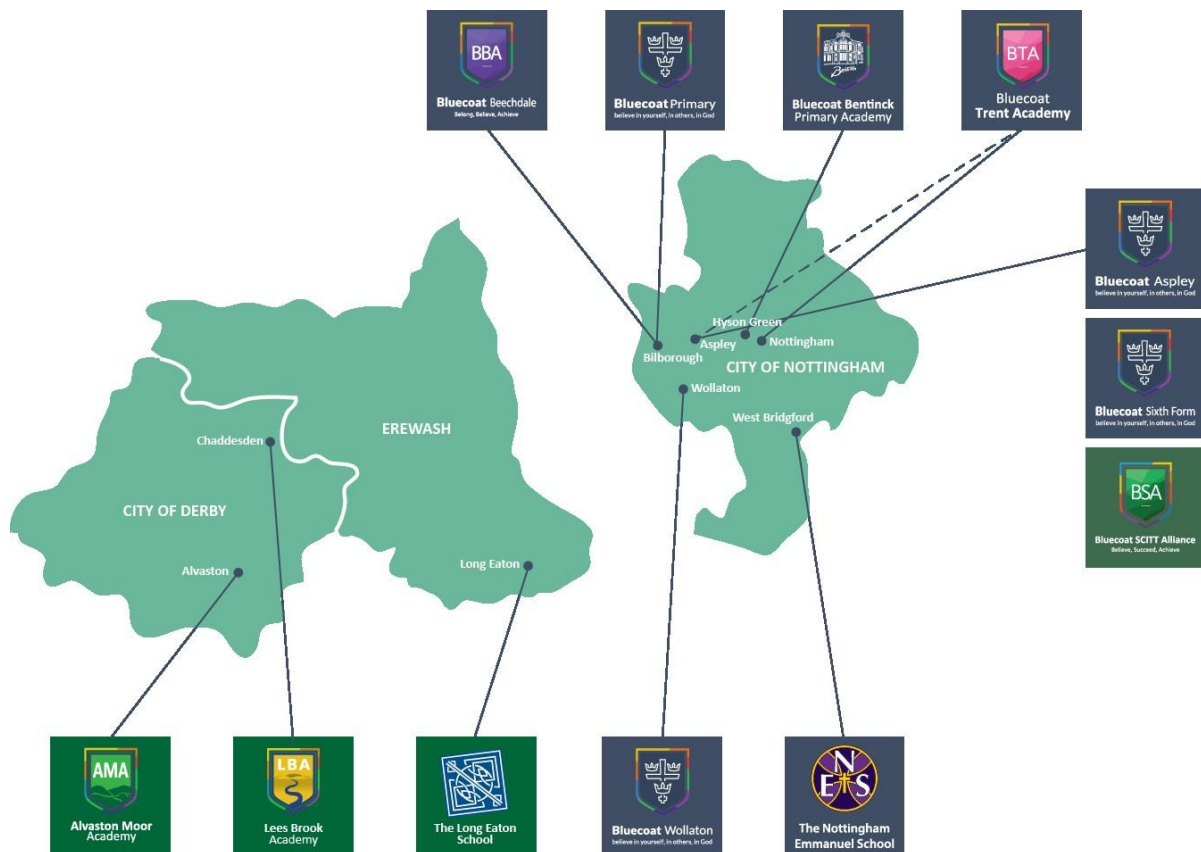 BBA
Bluecoat Beechdale
Belong, Believe, Achieve
Bluecoat Primary
believe in yourself, in others, in God
Bluecoat Bentinck
Primary Academy
BTA
Bluecoat
Trent Academy
Bluecoat Aspley
believe in yourself, in others, in God
Bluecoat Sixth Form
believe in yourself, in others, in God
BSA
Bluecoat SCITT Alliance
Believe, Succeed, Achieve
Hyson Green
Bilborough
Aspley
Nottingham
CITY OF NOTTINGHAM
Wollaton
West Bridgford
EREWASH
Chaddesden
CITY OF DERBY
Alvaston
Long Eaton
AMA
Alvaston Moor
Academy
LBA
Lees Brook
Academy
The Long Eaton
School
Bluecoat Wollaton
believe in yourself, in others, in God
N
E S
The Nottingham
Emmanuel School